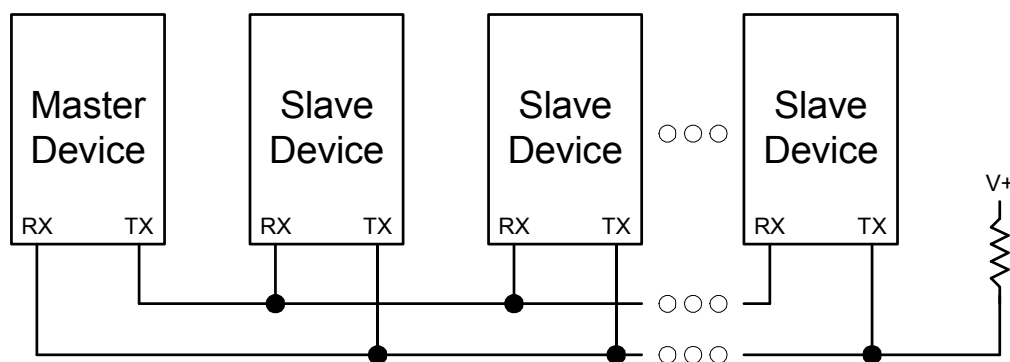 Master
Device
Slave
Device
Slave
Device
Slave
Device
V+
RX TX
RX TX
RX TX
RX TX